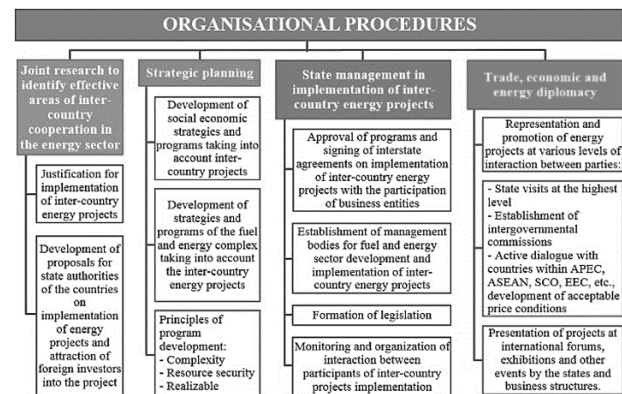 ORGANISATIONAL PROCEDURES
Joint research to
identify effective
areas of inter-
country
cooperation in
the energy sector
Justification for
implementation
of inter-country
energy projects
Development of
proposals for
state authorities
of the countries
on
implementation
of energy
projects and
attraction of
foreign investors
into the project
Strategic planning
Development of
social economic
strategies and
programs taking into
account inter-
country projects
Development of
strategies and
programs of the fuel
and energy complex
taking into account
the inter-country
energy projects
Principles of
program
development:
- Complexity
- Resource security
- Realizable
State management in
implementation of inter-
country energy projects
Approval of programs and
signing of interstate
agreements on implementation
of inter-country energy
projects with the participation
of business entities
Establishment of management
bodies for fuel and energy
sector development and
implementation of inter-
country energy projects
Formation of legislation
Monitoring and organization of
interaction between
participants of inter-country
projects implementation
Trade, economic and
energy diplomacy
Representation and
promotion of energy
projects at various levels of
interaction between parties:
- State visits at the highest
level
- Establishment of
intergovernmental
commissions
- Active dialogue with
countries within APEC,
ASEAN, SCO, EEC, etc.,
development of acceptable
price conditions
Presentation of projects at
international forums,
exhibitions and other
events by the states and
business structures.